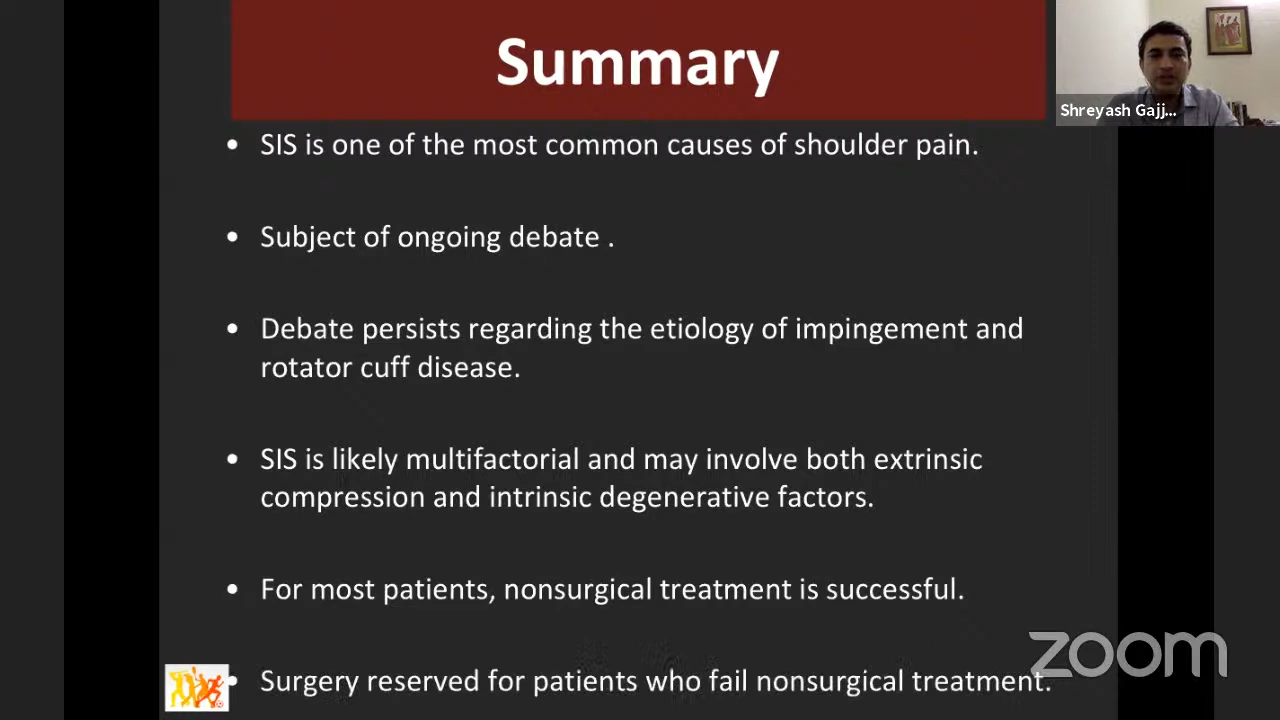 Summary
Shreyash Gajj...
• SIS is one of the most common causes of shoulder pain.
• Subject of ongoing debate .
• Debate persists regarding the etiology of impingement and
rotator cuff disease.
• SIS is likely multifactorial and may involve both extrinsic
compression and intrinsic degenerative factors.
• For most patients, nonsurgical treatment is successful.
• Surgery reserved for patients who fail nonsurgical treatment.
zoom